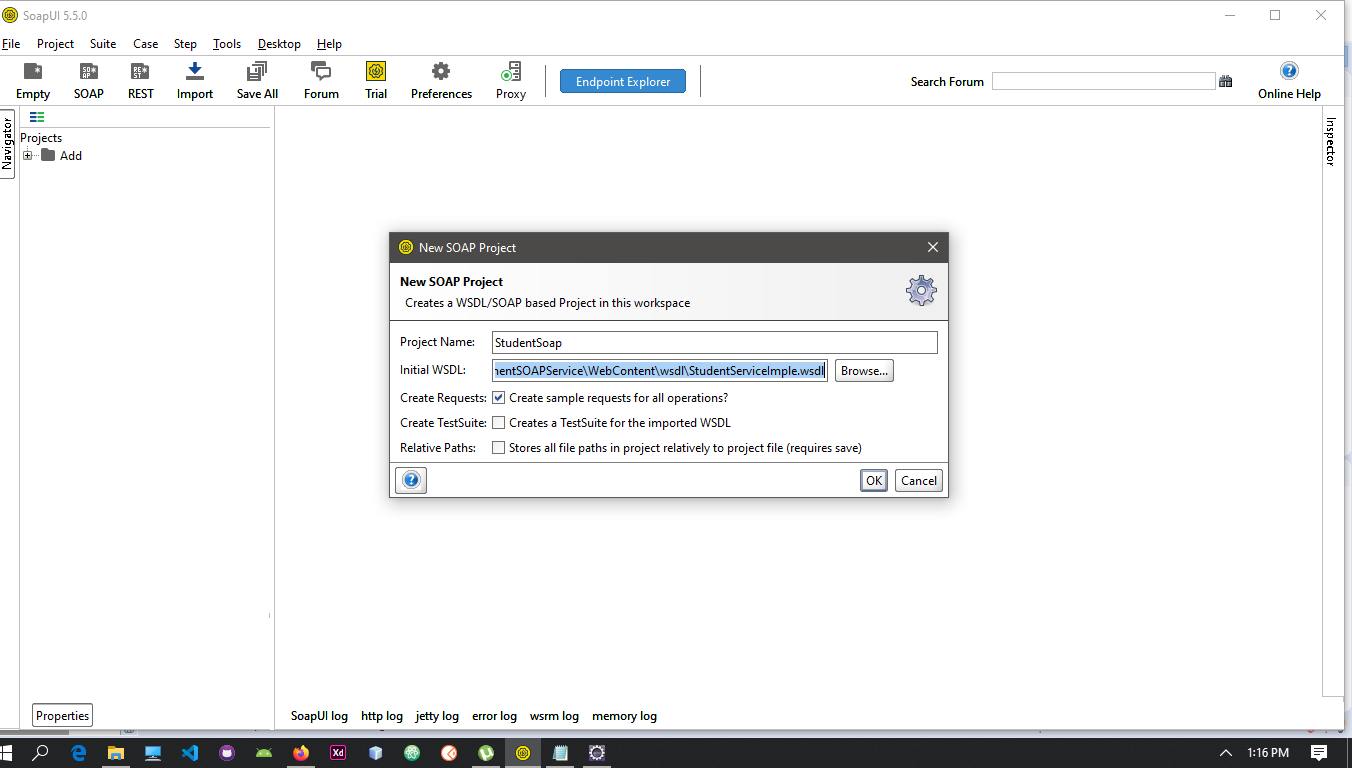 SoapUI 5.5.0
File Project Suite Case Step Tools Desktop Help
Empty SOAP REST Import Save All Forum Trial Preferences Proxy Endpoint Explorer Search Forum Online Help
Navigator
Projects
Add
Inspector
New SOAP Project
New SOAP Project
Creates a WSDL/SOAP based Project in this workspace
Project Name: StudentSoap
Initial WSDL: entSOAPService\WebContent\wsdl\StudentServiceImple.wsdl Browse...
Create Requests: Create sample requests for all operations?
Create TestSuite: Creates a TestSuite for the imported WSDL
Relative Paths: Stores all file paths in project relatively to project file (requires save)
OK Cancel
Properties
SoapUI log http log jetty log error log wsrm log memory log
Xd
1:16 PM